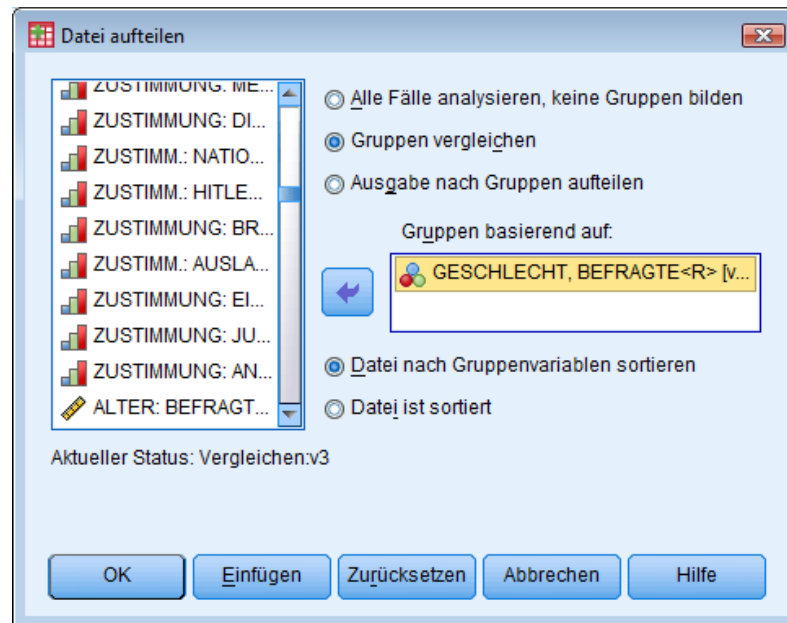 Datei aufteilen
ZUSTIMMUNG: ME...
ZUSTIMMUNG: DI...
ZUSTIMM.: NATIO...
ZUSTIMM.: HITLE...
ZUSTIMMUNG: BR...
ZUSTIMM.: AUSLA...
ZUSTIMMUNG: EI...
ZUSTIMMUNG: JU...
ZUSTIMMUNG: AN...
ALTER: BEFRAGT...
Alle Fälle analysieren, keine Gruppen bilden
Gruppen vergleichen
Ausgabe nach Gruppen aufteilen
Gruppen basierend auf:
GESCHLECHT, BEFRAGTE<R> [v...
Datei nach Gruppenvariablen sortieren
Datei ist sortiert
Aktueller Status: Vergleichen:v3
OK
Einfügen
Zurücksetzen
Abbrechen
Hilfe